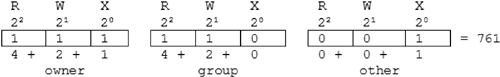 R W X R W X R W X
2² 2¹ 2⁰ 2² 2¹ 2⁰ 2² 2¹ 2⁰
1 1 1 1 1 0 0 0 1 = 761
4 + 2 + 1 4 + 2 + 0 0 + 0 + 1
owner group other